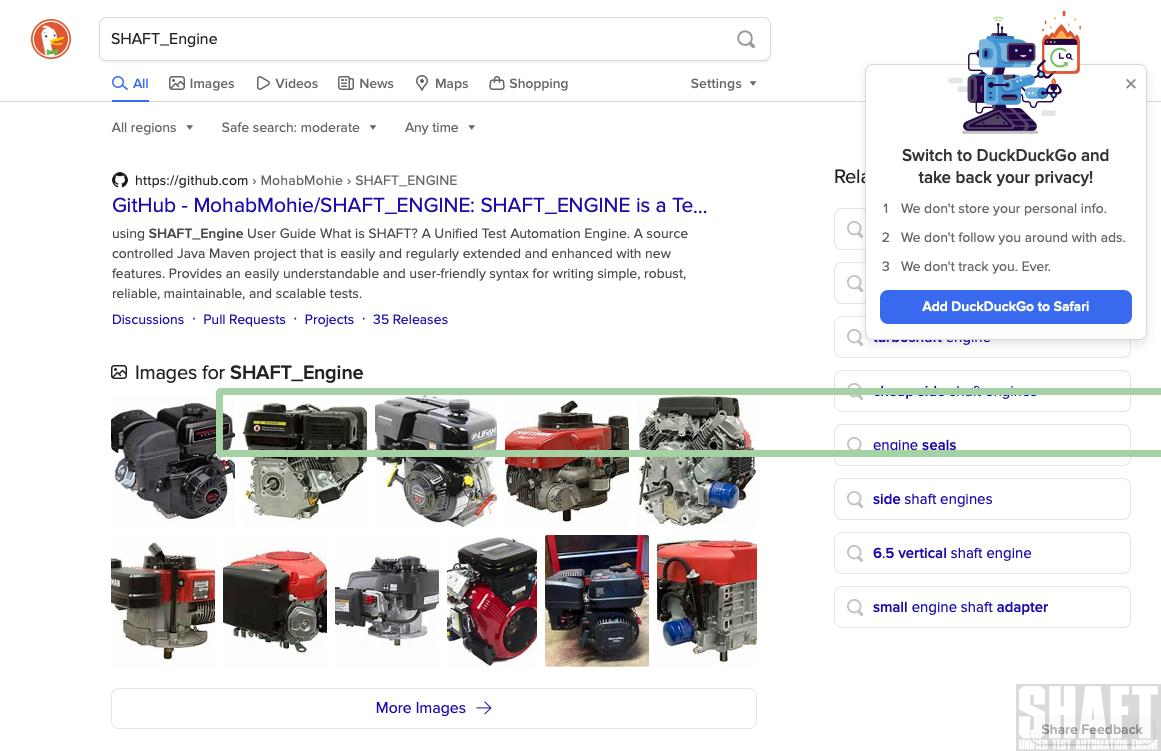 SHAFT_Engine
All Images Videos News Maps Shopping Settings
All regions Safe search: moderate Any time
https://github.com › MohabMohie › SHAFT_ENGINE
GitHub - MohabMohie/SHAFT_ENGINE: SHAFT_ENGINE is a Te...
using SHAFT_Engine User Guide What is SHAFT? A Unified Test Automation Engine. A source
controlled Java Maven project that is easily and regularly extended and enhanced with new
features. Provides an easily understandable and user-friendly syntax for writing simple, robust,
reliable, maintainable, and scalable tests.
Discussions · Pull Requests · Projects · 35 Releases
Images for SHAFT_Engine
More Images
Switch to DuckDuckGo and
take back your privacy!
1 We don't store your personal info.
2 We don't follow you around with ads.
3 We don't track you. Ever.
Add DuckDuckGo to Safari
turboshaft engine
cheap side shaft engines
engine seals
side shaft engines
6.5 vertical shaft engine
small engine shaft adapter
SHAFT
Share Feedback